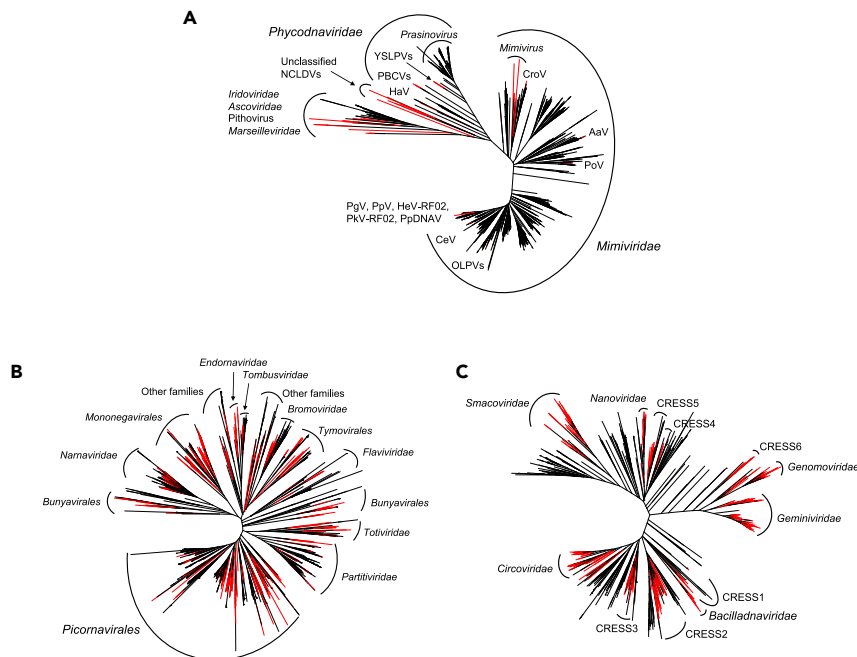 A
Phycodnaviridae
Prasinovirus
Mimivirus
Unclassified
NCLDVs
YSLPVs
PBCVs
CroV
HaV
Iridoviridae
Ascoviridae
Pithovirus
Marseilleviridae
AaV
PoV
PgV, PpV, HeV-RF02,
PkV-RF02, PpDNAV
CeV
OLPVs
Mimiviridae
B
Endornaviridae
Tombusviridae
Other families
Other families
Bromoviridae
Mononegavirales
Tymovirales
Narnaviridae
Flaviviridae
Bunyavirales
Bunyavirales
Totiviridae
Partitiviridae
Picornavirales
C
Smacoviridae
Nanoviridae
CRESS5
CRESS4
CRESS6
Genomoviridae
Geminiviridae
Circoviridae
CRESS1
Bacilladnaviridae
CRESS3
CRESS2